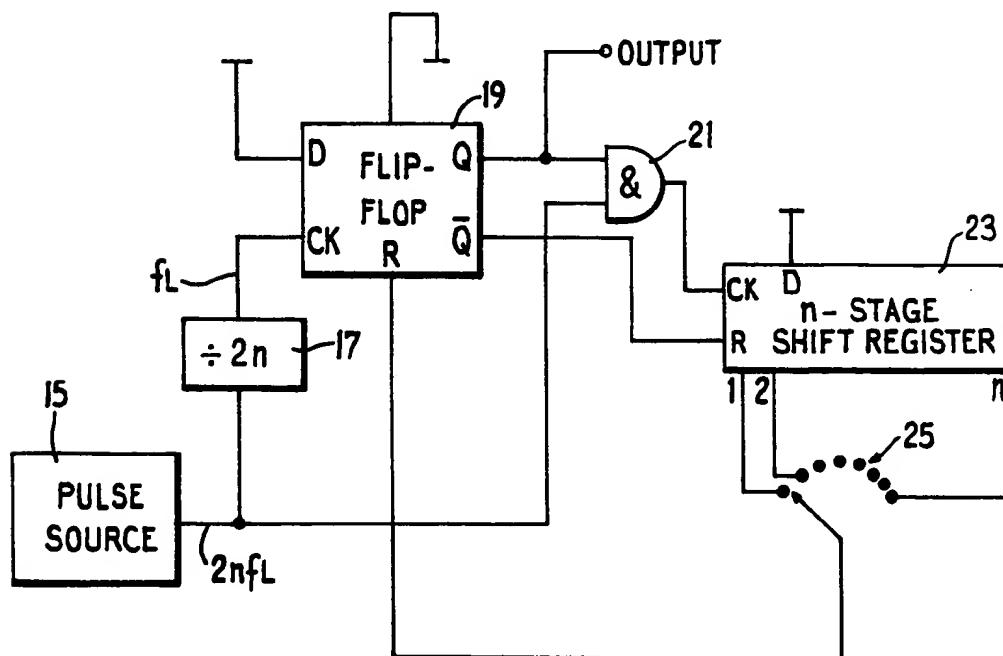 OUTPUT
19
21
D
FLIP-
Q
&
FLOP
CK
R
Q̅
23
fL
CK
D
n- STAGE
R
SHIFT REGISTER
÷ 2n
17
1
2
n
15
25
PULSE
SOURCE
2nfL